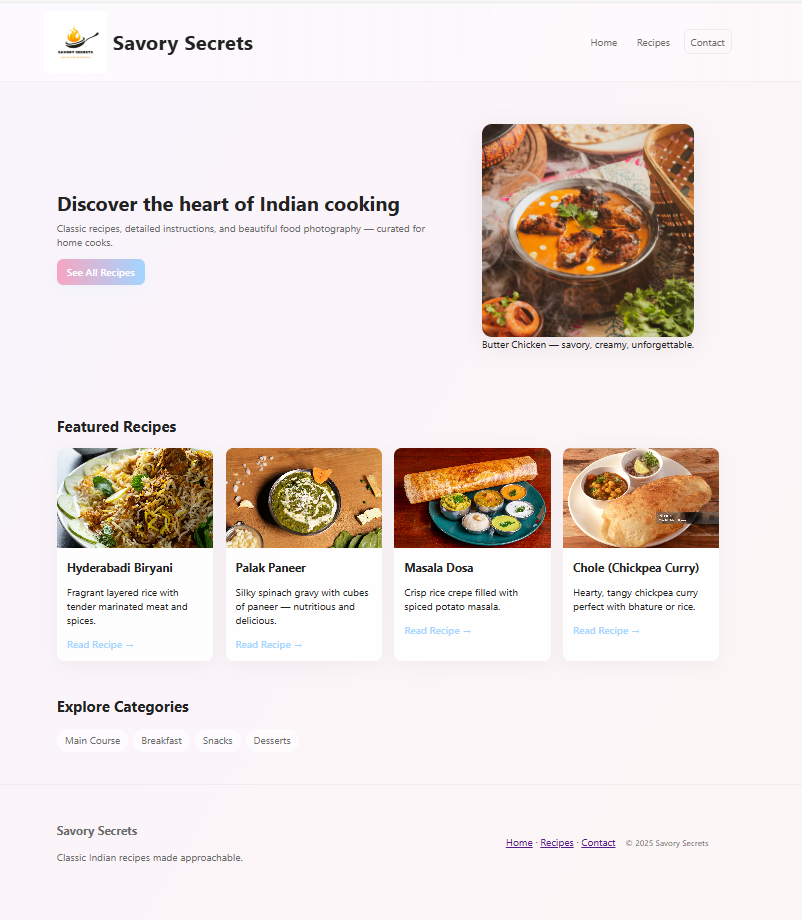 SAVORY SECRETS
Savory Secrets
Home
Recipes
Contact
Discover the heart of Indian cooking
Classic recipes, detailed instructions, and beautiful food photography — curated for
home cooks.
See All Recipes
Butter Chicken — savory, creamy, unforgettable.
Featured Recipes
Hyderabadi Biryani
Fragrant layered rice with
tender marinated meat and
spices.
Read Recipe →
Palak Paneer
Silky spinach gravy with cubes
of paneer — nutritious and
delicious.
Read Recipe →
Masala Dosa
Crisp rice crepe filled with
spiced potato masala.
Read Recipe →
Chole (Chickpea Curry)
Hearty, tangy chickpea curry
perfect with bhature or rice.
Read Recipe →
Explore Categories
Main Course
Breakfast
Snacks
Desserts
Savory Secrets
Classic Indian recipes made approachable.
Home · Recipes · Contact
© 2025 Savory Secrets